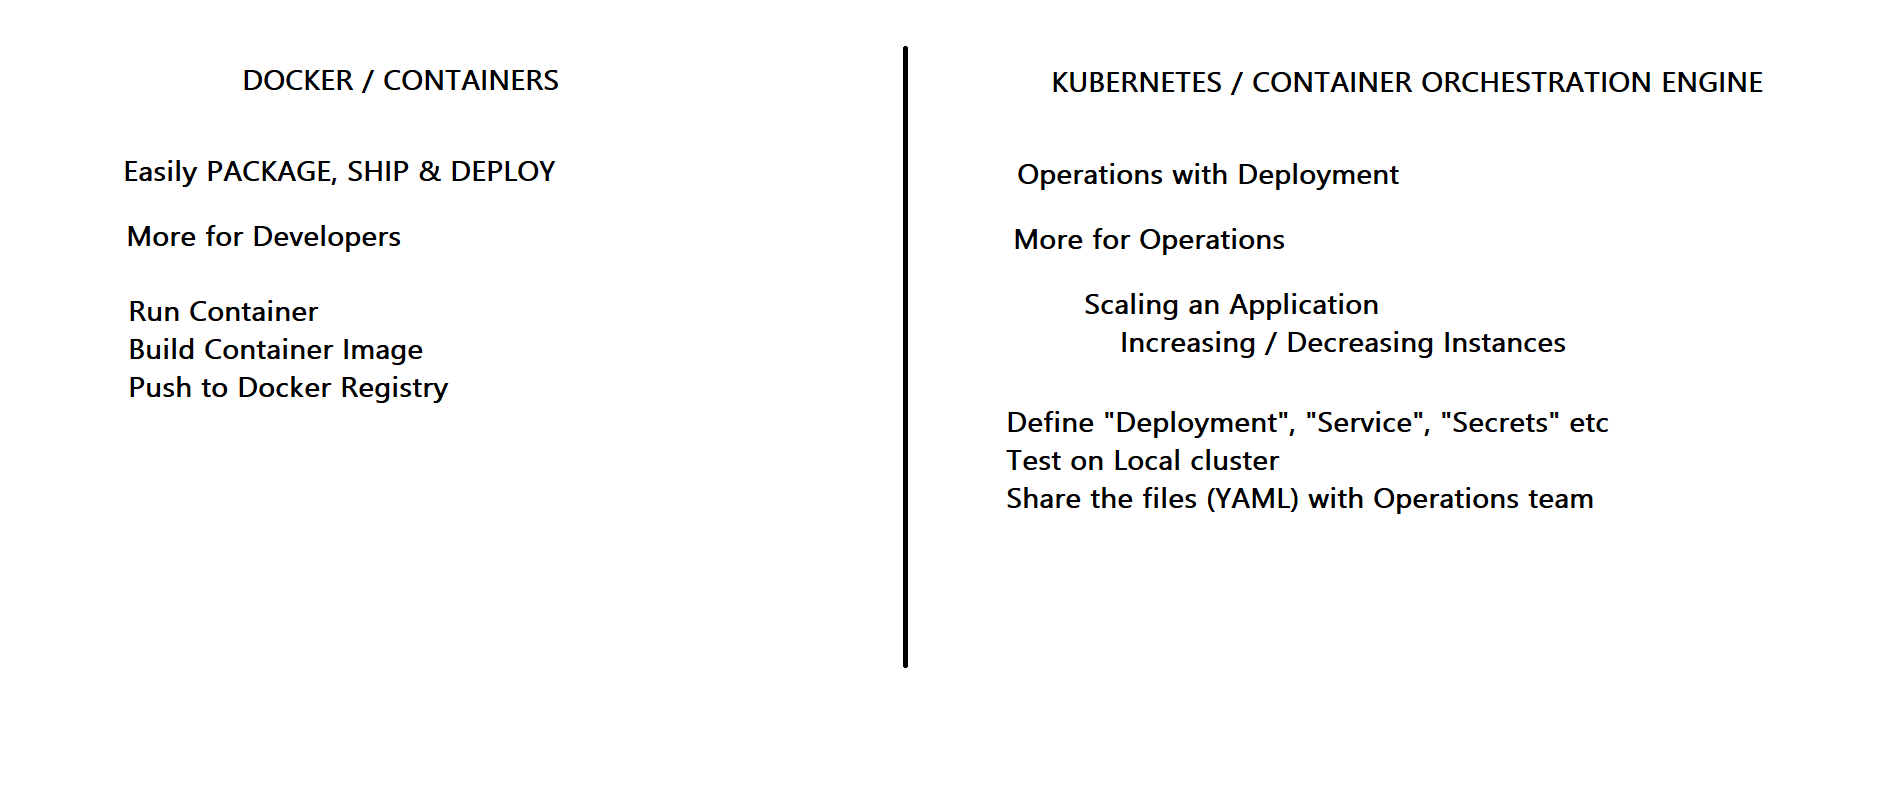 DOCKER / CONTAINERS
Easily PACKAGE, SHIP & DEPLOY
More for Developers
Run Container
Build Container Image
Push to Docker Registry
KUBERNETES / CONTAINER ORCHESTRATION ENGINE
Operations with Deployment
More for Operations
Scaling an Application
Increasing / Decreasing Instances
Define "Deployment", "Service", "Secrets" etc
Test on Local cluster
Share the files (YAML) with Operations team